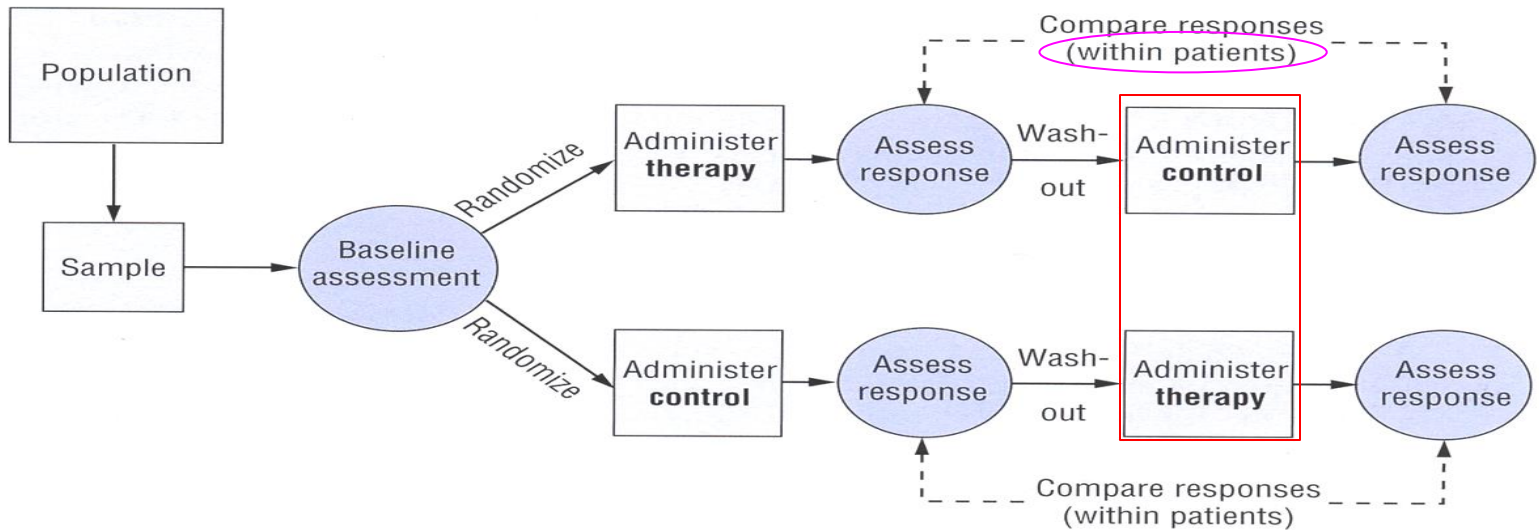 Population
Sample
Baseline
assessment
Randomize
Randomize
Administer
therapy
Assess
response
Wash-
out
Administer
control
Assess
response
Compare responses
(within patients)
Administer
control
Assess
response
Wash-
out
Administer
therapy
Assess
response
Compare responses
(within patients)